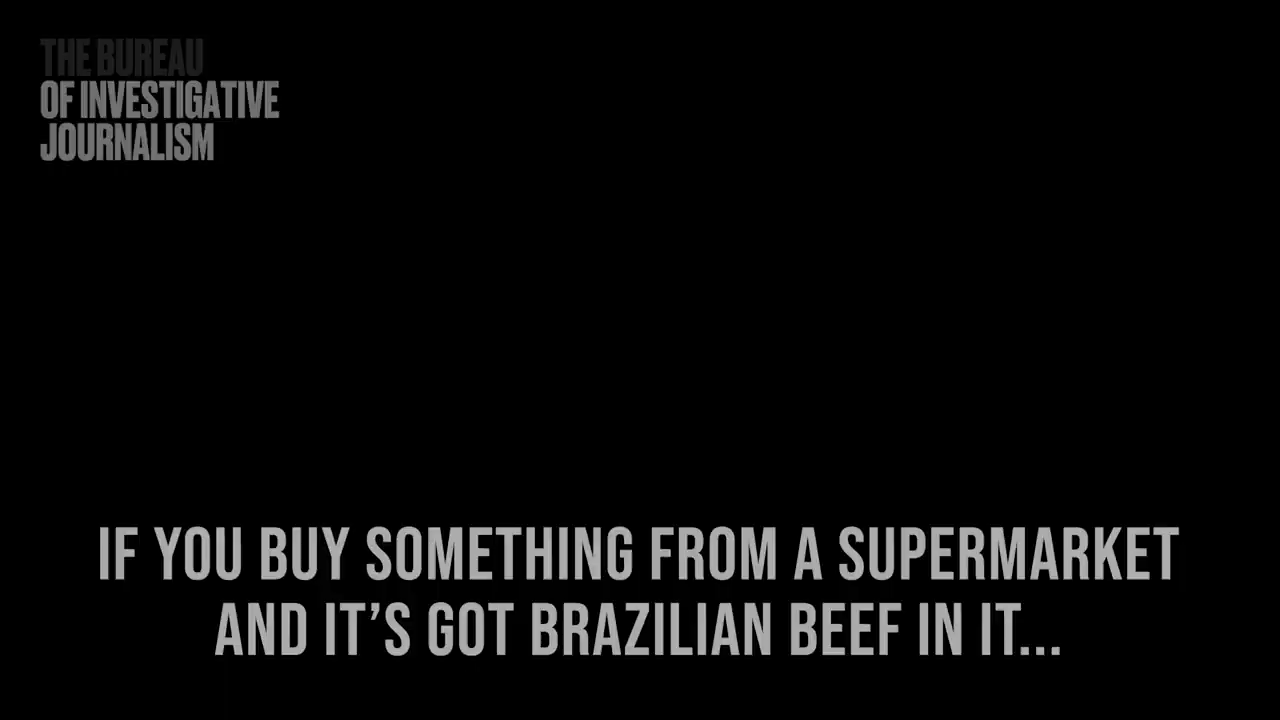 THE BUREAU
OF INVESTIGATIVE
JOURNALISM
IF YOU BUY SOMETHING FROM A SUPERMARKET
AND IT’S GOT BRAZILIAN BEEF IN IT...